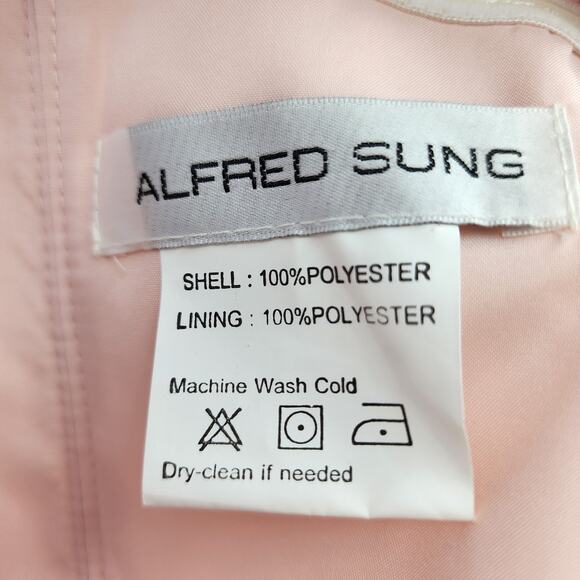 ALFRED SUNG
SHELL : 100%POLYESTER
LINING : 100%POLYESTER
Machine Wash Cold
Dry-clean if needed